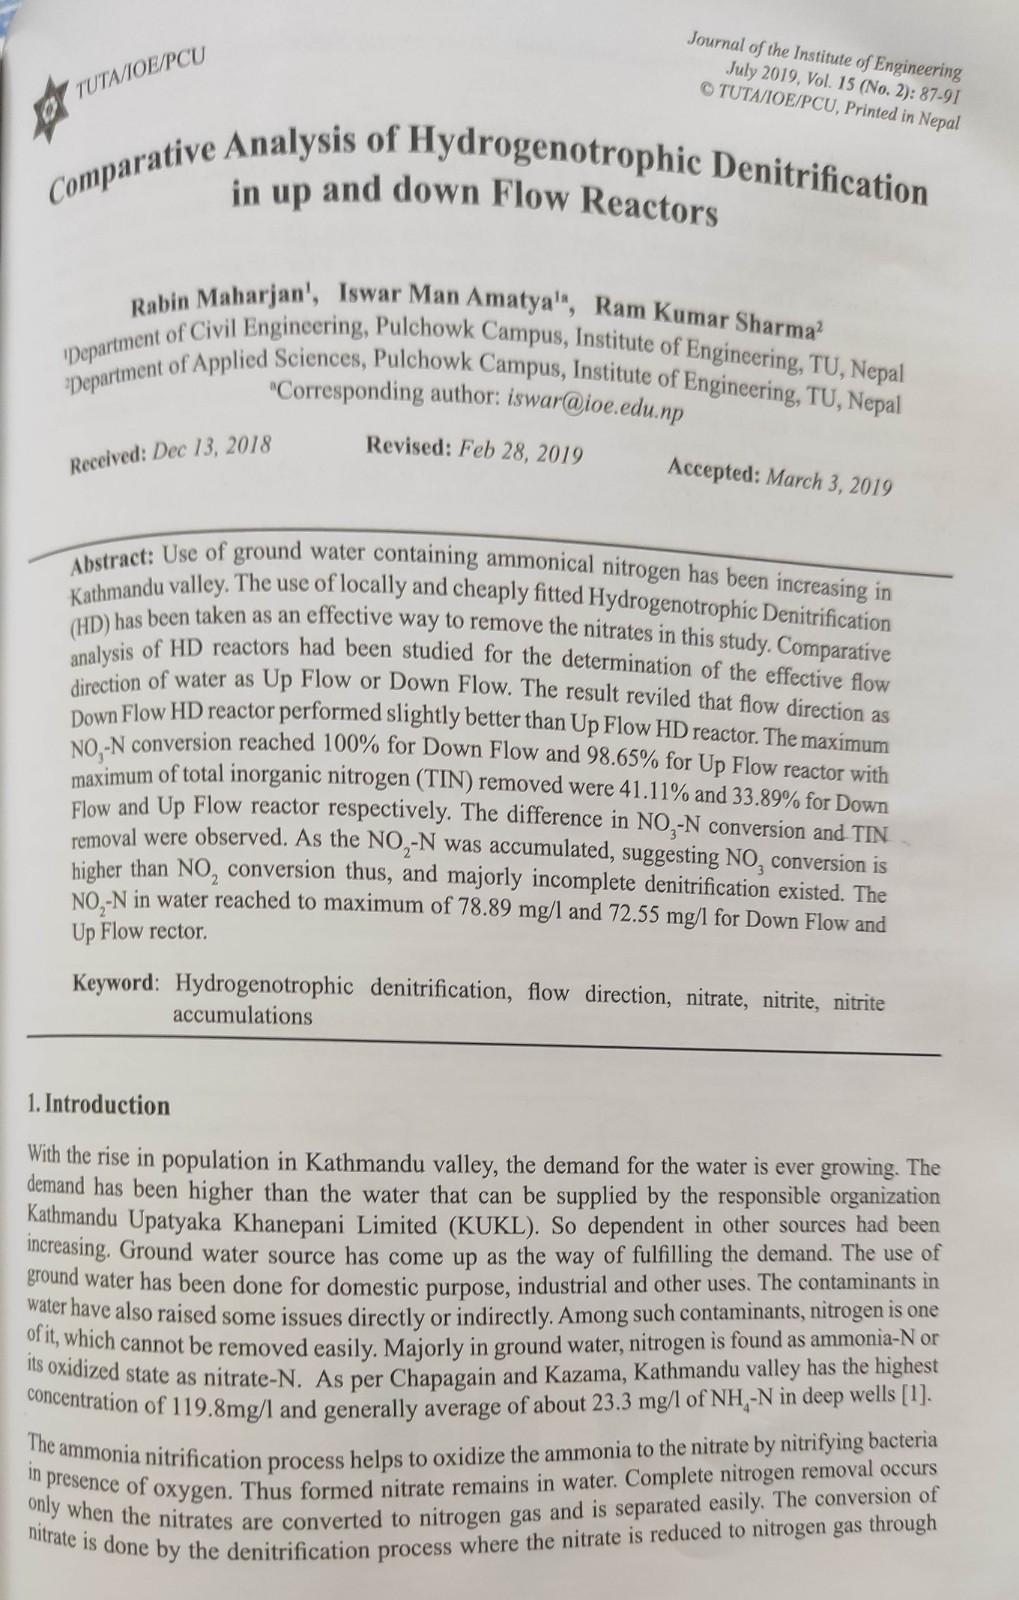 TUTA/IOE/PCU
Journal of the Institute of Engineering
July 2019, Vol. 15 (No. 2): 87-91
© TUTA/IOE/PCU, Printed in Nepal
Comparative Analysis of Hydrogenotrophic Denitrification
in up and down Flow Reactors
Rabin Maharjan¹, Iswar Man Amatya¹ᵃ, Ram Kumar Sharma²
¹Department of Civil Engineering, Pulchowk Campus, Institute of Engineering, TU, Nepal
²Department of Applied Sciences, Pulchowk Campus, Institute of Engineering, TU, Nepal
ᵃCorresponding author: iswar@ioe.edu.np
Received: Dec 13, 2018 Revised: Feb 28, 2019 Accepted: March 3, 2019
Abstract: Use of ground water containing ammonical nitrogen has been increasing in
Kathmandu valley. The use of locally and cheaply fitted Hydrogenotrophic Denitrification
(HD) has been taken as an effective way to remove the nitrates in this study. Comparative
analysis of HD reactors had been studied for the determination of the effective flow
direction of water as Up Flow or Down Flow. The result reviled that flow direction as
Down Flow HD reactor performed slightly better than Up Flow HD reactor. The maximum
NO₃-N conversion reached 100% for Down Flow and 98.65% for Up Flow reactor with
maximum of total inorganic nitrogen (TIN) removed were 41.11% and 33.89% for Down
Flow and Up Flow reactor respectively. The difference in NO₃-N conversion and TIN
removal were observed. As the NO₂-N was accumulated, suggesting NO₃ conversion is
higher than NO₂ conversion thus, and majorly incomplete denitrification existed. The
NO₂-N in water reached to maximum of 78.89 mg/l and 72.55 mg/l for Down Flow and
Up Flow rector.
Keyword: Hydrogenotrophic denitrification, flow direction, nitrate, nitrite, nitrite
accumulations
1. Introduction
With the rise in population in Kathmandu valley, the demand for the water is ever growing. The
demand has been higher than the water that can be supplied by the responsible organization
Kathmandu Upatyaka Khanepani Limited (KUKL). So dependent in other sources had been
increasing. Ground water source has come up as the way of fulfilling the demand. The use of
ground water has been done for domestic purpose, industrial and other uses. The contaminants in
water have also raised some issues directly or indirectly. Among such contaminants, nitrogen is one
of it, which cannot be removed easily. Majorly in ground water, nitrogen is found as ammonia-N or
its oxidized state as nitrate-N. As per Chapagain and Kazama, Kathmandu valley has the highest
concentration of 119.8mg/l and generally average of about 23.3 mg/l of NH₄-N in deep wells [1].
The ammonia nitrification process helps to oxidize the ammonia to the nitrate by nitrifying bacteria
in presence of oxygen. Thus formed nitrate remains in water. Complete nitrogen removal occurs
only when the nitrates are converted to nitrogen gas and is separated easily. The conversion of
nitrate is done by the denitrification process where the nitrate is reduced to nitrogen gas through